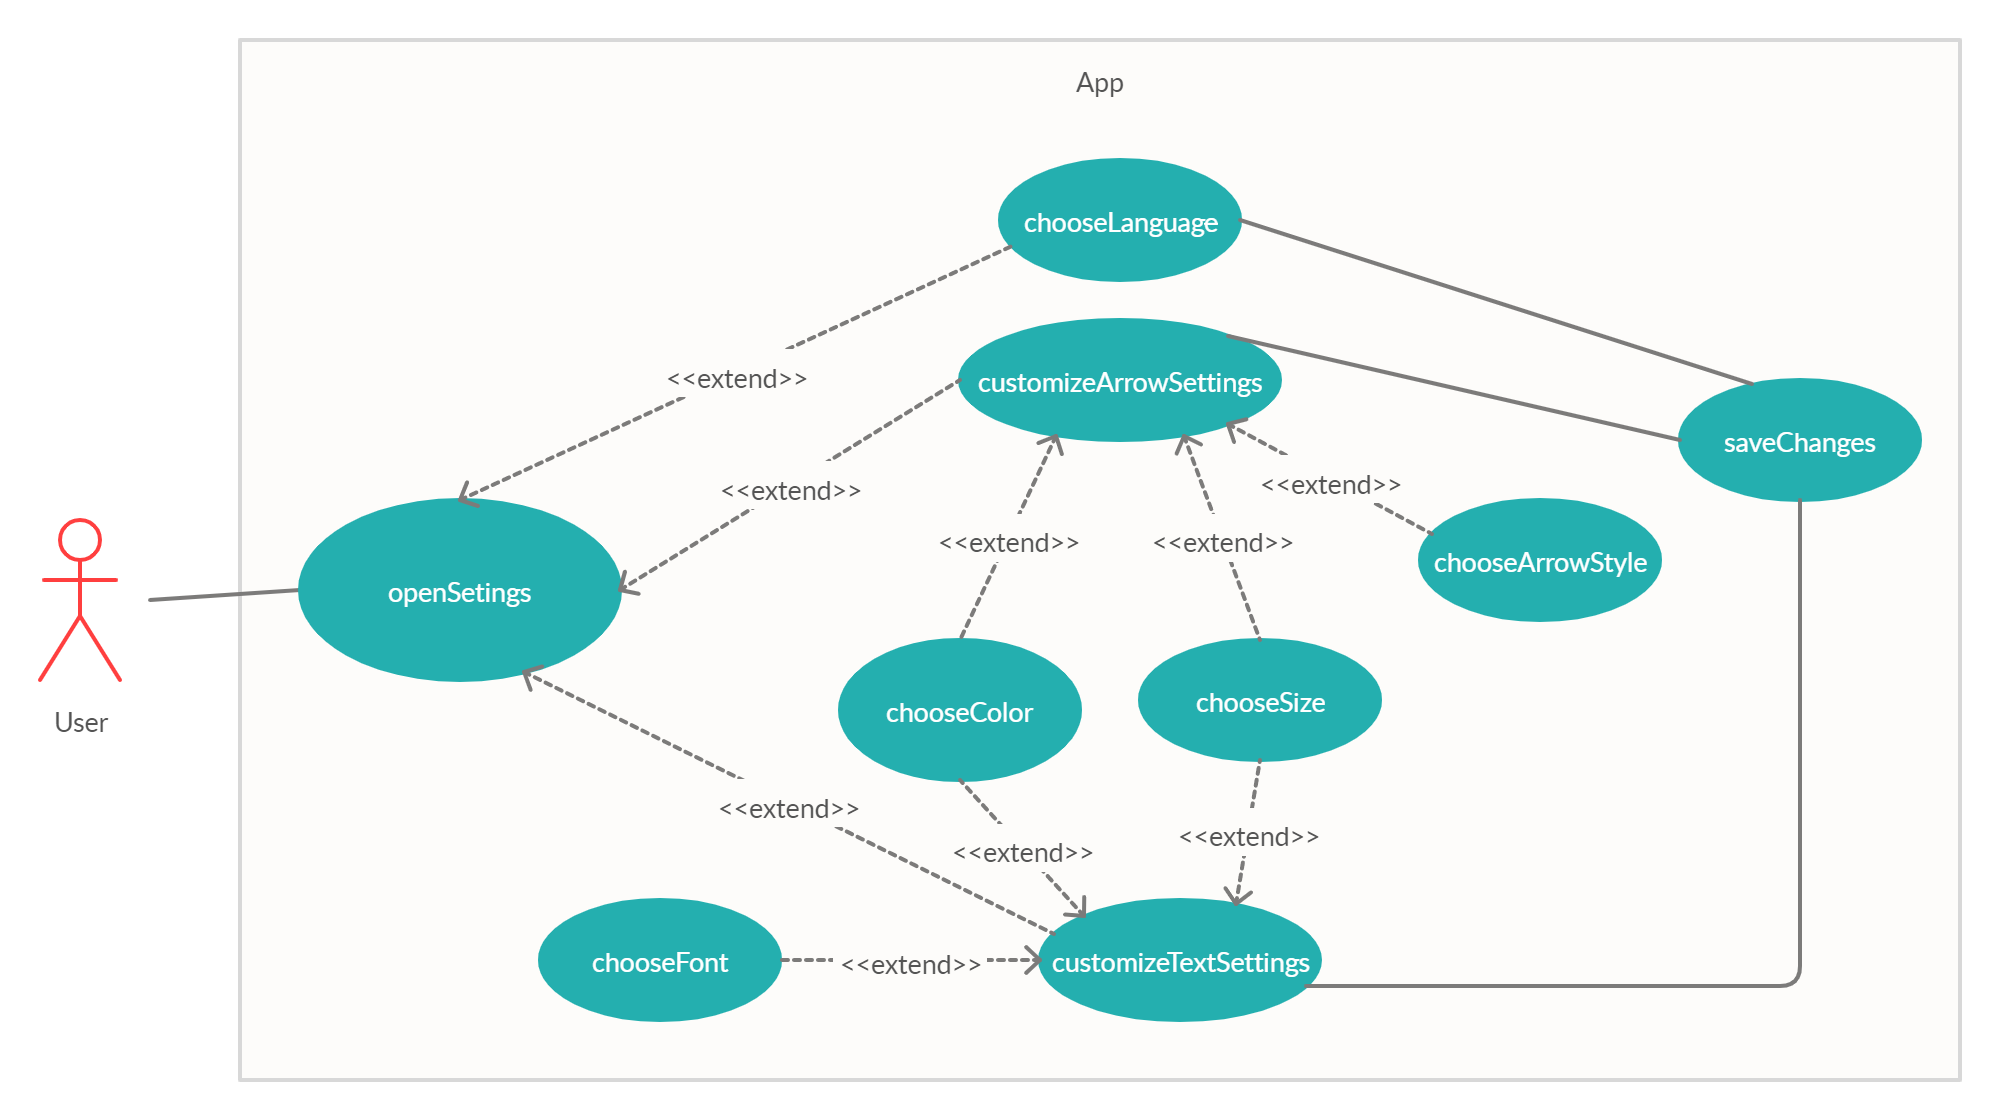 App
chooseLanguage
<<extend>>
customizeArrowSettings
saveChanges
<<extend>>
<<extend>>
<<extend>>
<<extend>>
chooseArrowStyle
openSetings
User
chooseColor
chooseSize
<<extend>>
<<extend>>
<<extend>>
chooseFont
<<extend>>
customizeTextSettings